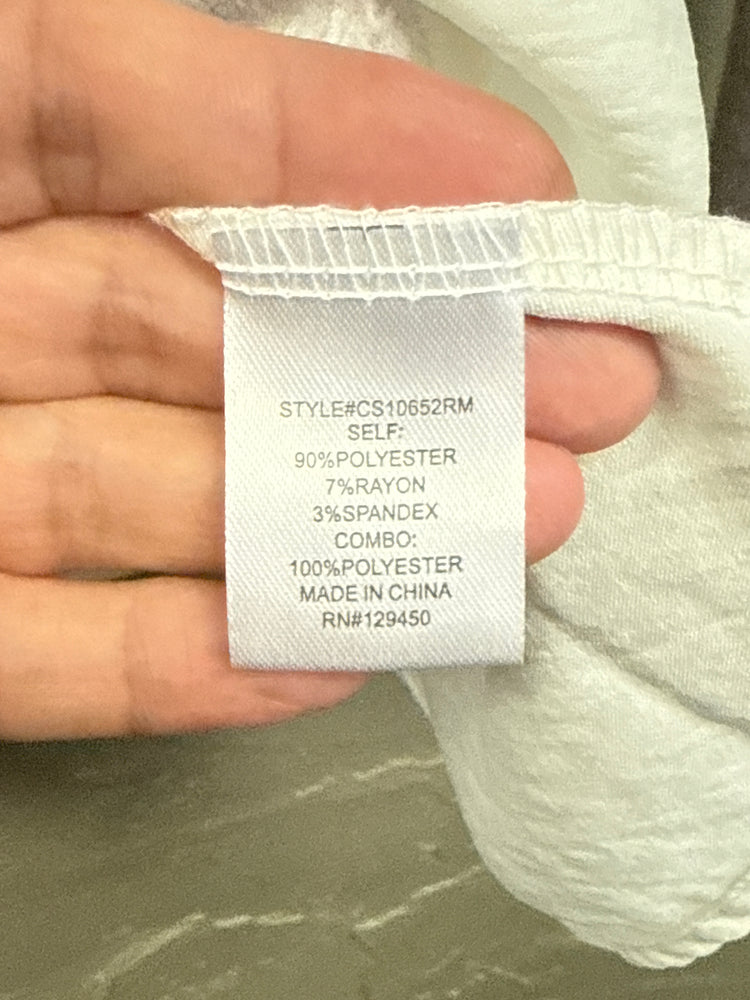 STYLE#CS10652RM
SELF:
90%POLYESTER
7%RAYON
3%SPANDEX
COMBO:
100%POLYESTER
MADE IN CHINA
RN#129450